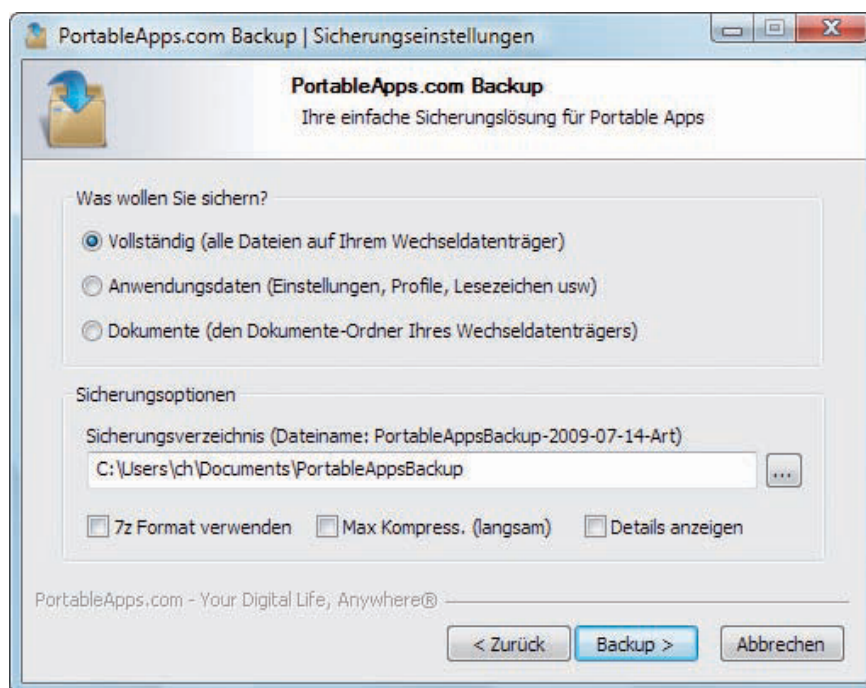 PortableApps.com Backup | Sicherungseinstellungen
PortableApps.com Backup
Ihre einfache Sicherungslösung für Portable Apps
Was wollen Sie sichern?
Vollständig (alle Dateien auf Ihrem Wechseldatenträger)
Anwendungsdaten (Einstellungen, Profile, Lesezeichen usw)
Dokumente (den Dokumente-Ordner Ihres Wechseldatenträgers)
Sicherungsoptionen
Sicherungsverzeichnis (Dateiname: PortableAppsBackup-2009-07-14-Art)
C:\Users\ch\Documents\PortableAppsBackup
...
7z Format verwenden Max Kompress. (langsam) Details anzeigen
PortableApps.com - Your Digital Life, Anywhere®
< Zurück Backup > Abbrechen